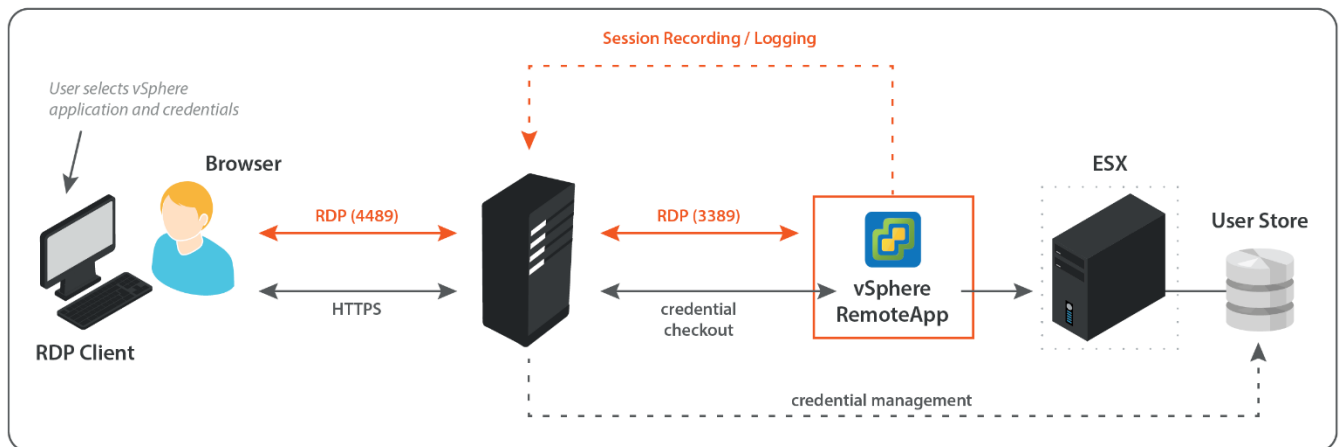 Session Recording / Logging
User selects vSphere
application and credentials
Browser
ESX
RDP (4489)
RDP (3389)
User Store
HTTPS
credential
checkout
vSphere
RemoteApp
RDP Client
credential management